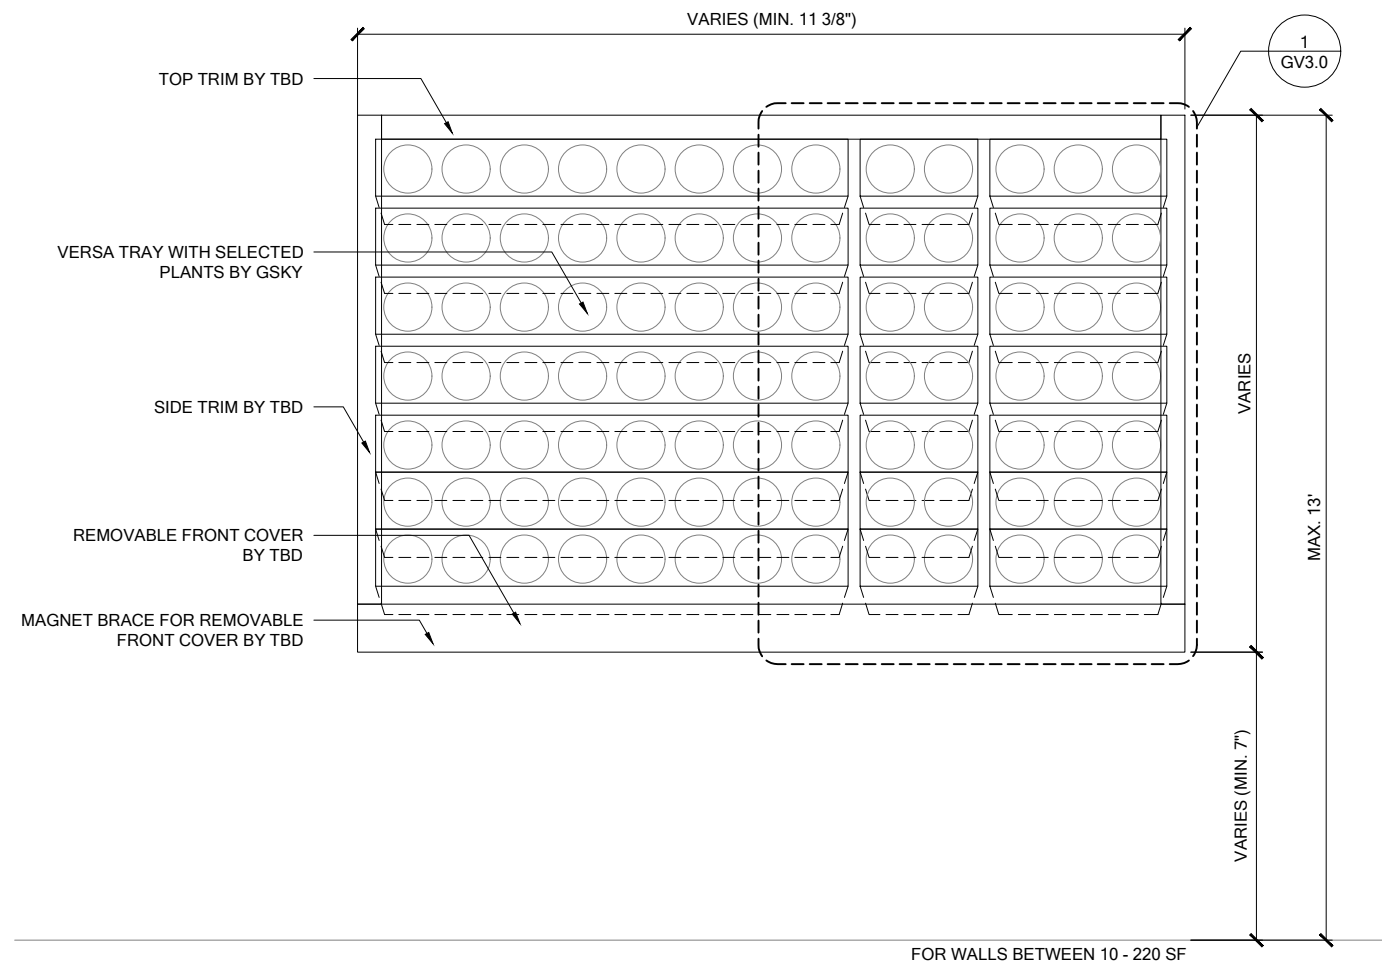 VARIES (MIN. 11 3/8")
1
GV3.0
TOP TRIM BY TBD
VERSA TRAY WITH SELECTED
PLANTS BY GSKY
VARIES
SIDE TRIM BY TBD
MAX. 13'
REMOVABLE FRONT COVER
BY TBD
MAGNET BRACE FOR REMOVABLE
FRONT COVER BY TBD
VARIES (MIN. 7")
FOR WALLS BETWEEN 10 - 220 SF